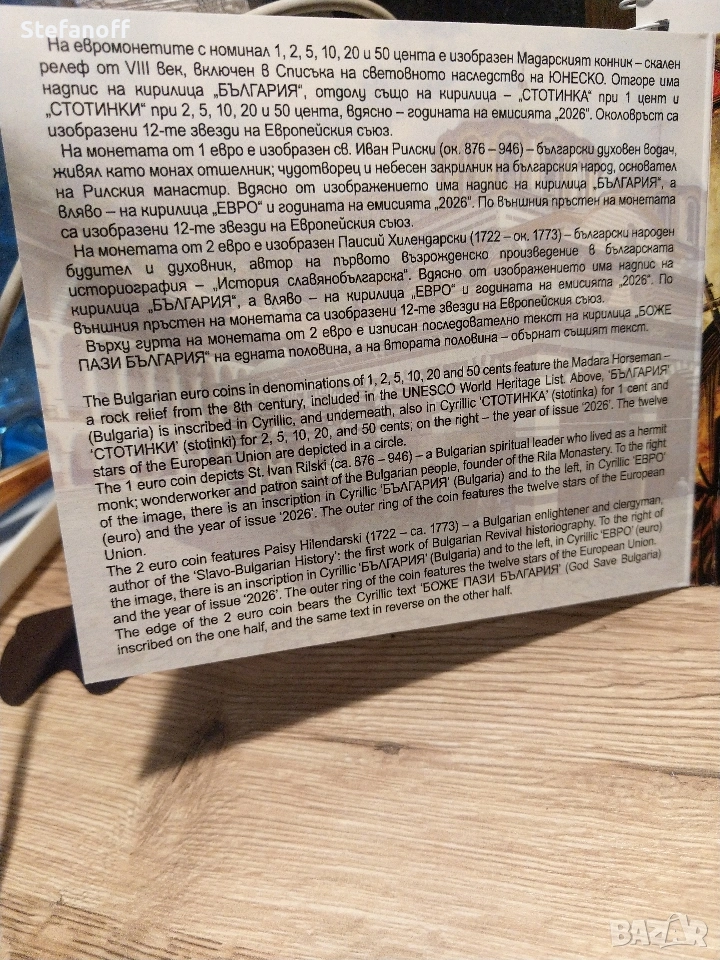 Stefanoff
На евромонетите с номинал 1, 2, 5, 10, 20 и 50 цента е изобразен Мадарският конник – скален
релеф от VIII век, включен в Списъка на световното наследство на ЮНЕСКО. Отгоре има
надпис на кирилица „БЪЛГАРИЯ“, отдолу също на кирилица – „СТОТИНКА“ при 1 цент и
„СТОТИНКИ“ при 2, 5, 10, 20 и 50 цента, вдясно – годината на емисията „2026“. Околовръст са
изобразени 12-те звезди на Европейския съюз.
На монетата от 1 евро е изобразен св. Иван Рилски (ок. 876 – 946) – български духовен водач,
живял като монах отшелник; чудотворец и небесен закрилник на българския народ, основател
на Рилския манастир. Вдясно от изображението има надпис на кирилица „БЪЛГАРИЯ“, а
вляво – на кирилица „ЕВРО“ и годината на емисията „2026“. По външния пръстен на монетата
са изобразени 12-те звезди на Европейския съюз.
На монетата от 2 евро е изобразен Паисий Хилендарски (1722 – ок. 1773) – български народен
будител и духовник, автор на първото възрожденско произведение в българската
историография – „История славянобългарска“. Вдясно от изображението има надпис на
кирилица „БЪЛГАРИЯ“, а вляво – на кирилица „ЕВРО“ и годината на емисията „2026“. По
външния пръстен на монетата са изобразени 12-те звезди на Европейския съюз.
Върху гурта на монетата от 2 евро е изписан последователно текст на кирилица „БОЖЕ
ПАЗИ БЪЛГАРИЯ“ на едната половина, а на втората половина – обърнат същият текст.
The Bulgarian euro coins in denominations of 1, 2, 5, 10, 20 and 50 cents feature the Madara Horseman –
a rock relief from the 8th century, included in the UNESCO World Heritage List. Above, ‘БЪЛГАРИЯ’
(Bulgaria) is inscribed in Cyrillic, and underneath, also in Cyrillic ‘СТОТИНКА’ (stotinka) for 1 cent and
‘СТОТИНКИ’ (stotinki) for 2, 5, 10, 20, and 50 cents; on the right – the year of issue ‘2026’. The twelve
stars of the European Union are depicted in a circle.
The 1 euro coin depicts St. Ivan Rilski (ca. 876 – 946) – a Bulgarian spiritual leader who lived as a hermit
monk; wonderworker and patron saint of the Bulgarian people, founder of the Rila Monastery. To the right
of the image, there is an inscription in Cyrillic ‘БЪЛГАРИЯ’ (Bulgaria) and to the left, in Cyrillic ‘ЕВРО’
(euro) and the year of issue ‘2026’. The outer ring of the coin features the twelve stars of the European
Union.
The 2 euro coin features Paisy Hilendarski (1722 – ca. 1773) – a Bulgarian enlightener and clergyman,
author of the ‘Slavo-Bulgarian History’: the first work of Bulgarian Revival historiography. To the right of
the image, there is an inscription in Cyrillic ‘БЪЛГАРИЯ’ (Bulgaria) and to the left, in Cyrillic ‘ЕВРО’ (euro)
and the year of issue ‘2026’. The outer ring of the coin features the twelve stars of the European Union.
The edge of the 2 euro coin bears the Cyrillic text ‘БОЖЕ ПАЗИ БЪЛГАРИЯ’ (God Save Bulgaria)
inscribed on the one half, and the same text in reverse on the other half.
BAZAR